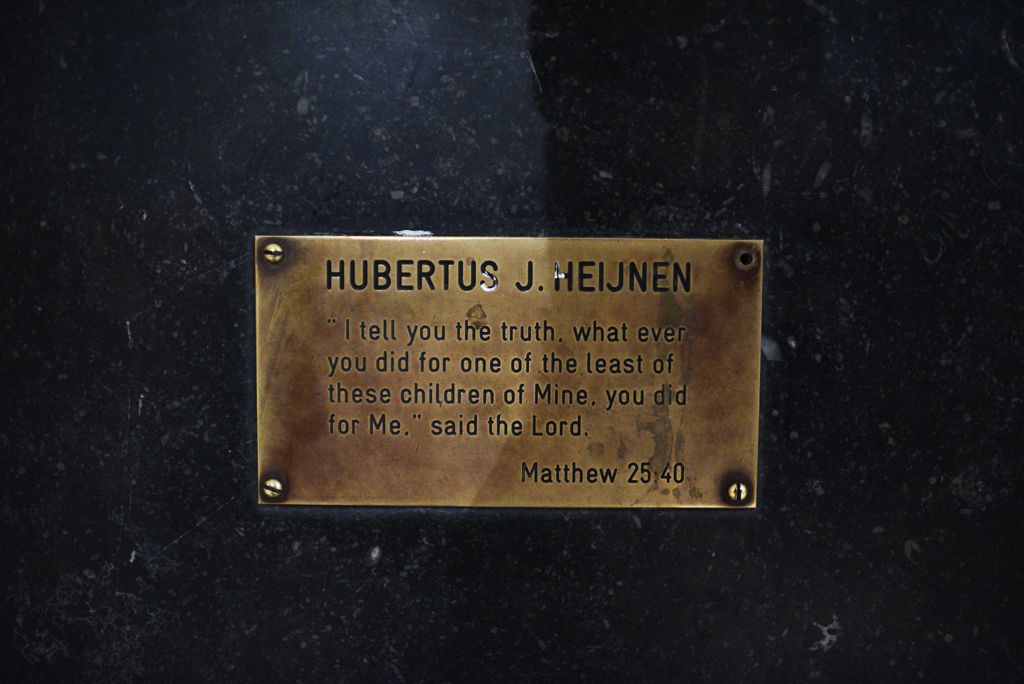 HUBERTUS J. HEIJNEN
" I tell you the truth, what ever
you did for one of the least of
these children of Mine, you did
for Me," said the Lord.
Matthew 25:40